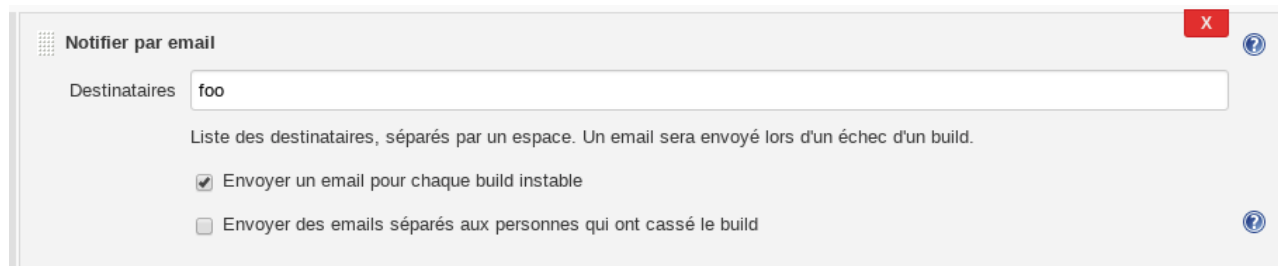 X
Notifier par email
?
Destinataires foo
Liste des destinataires, séparés par un espace. Un email sera envoyé lors d'un échec d'un build.
Envoyer un email pour chaque build instable
Envoyer des emails séparés aux personnes qui ont cassé le build
?